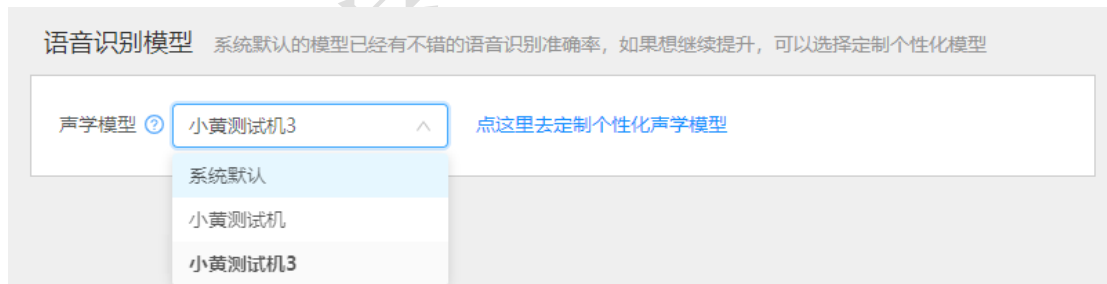 语音识别模型 系统默认的模型已经有不错的语音识别准确率，如果想继续提升，可以选择定制个性化模型
声学模型 ? 小黄测试机3 点这里去定制个性化声学模型
系统默认
小黄测试机
小黄测试机3